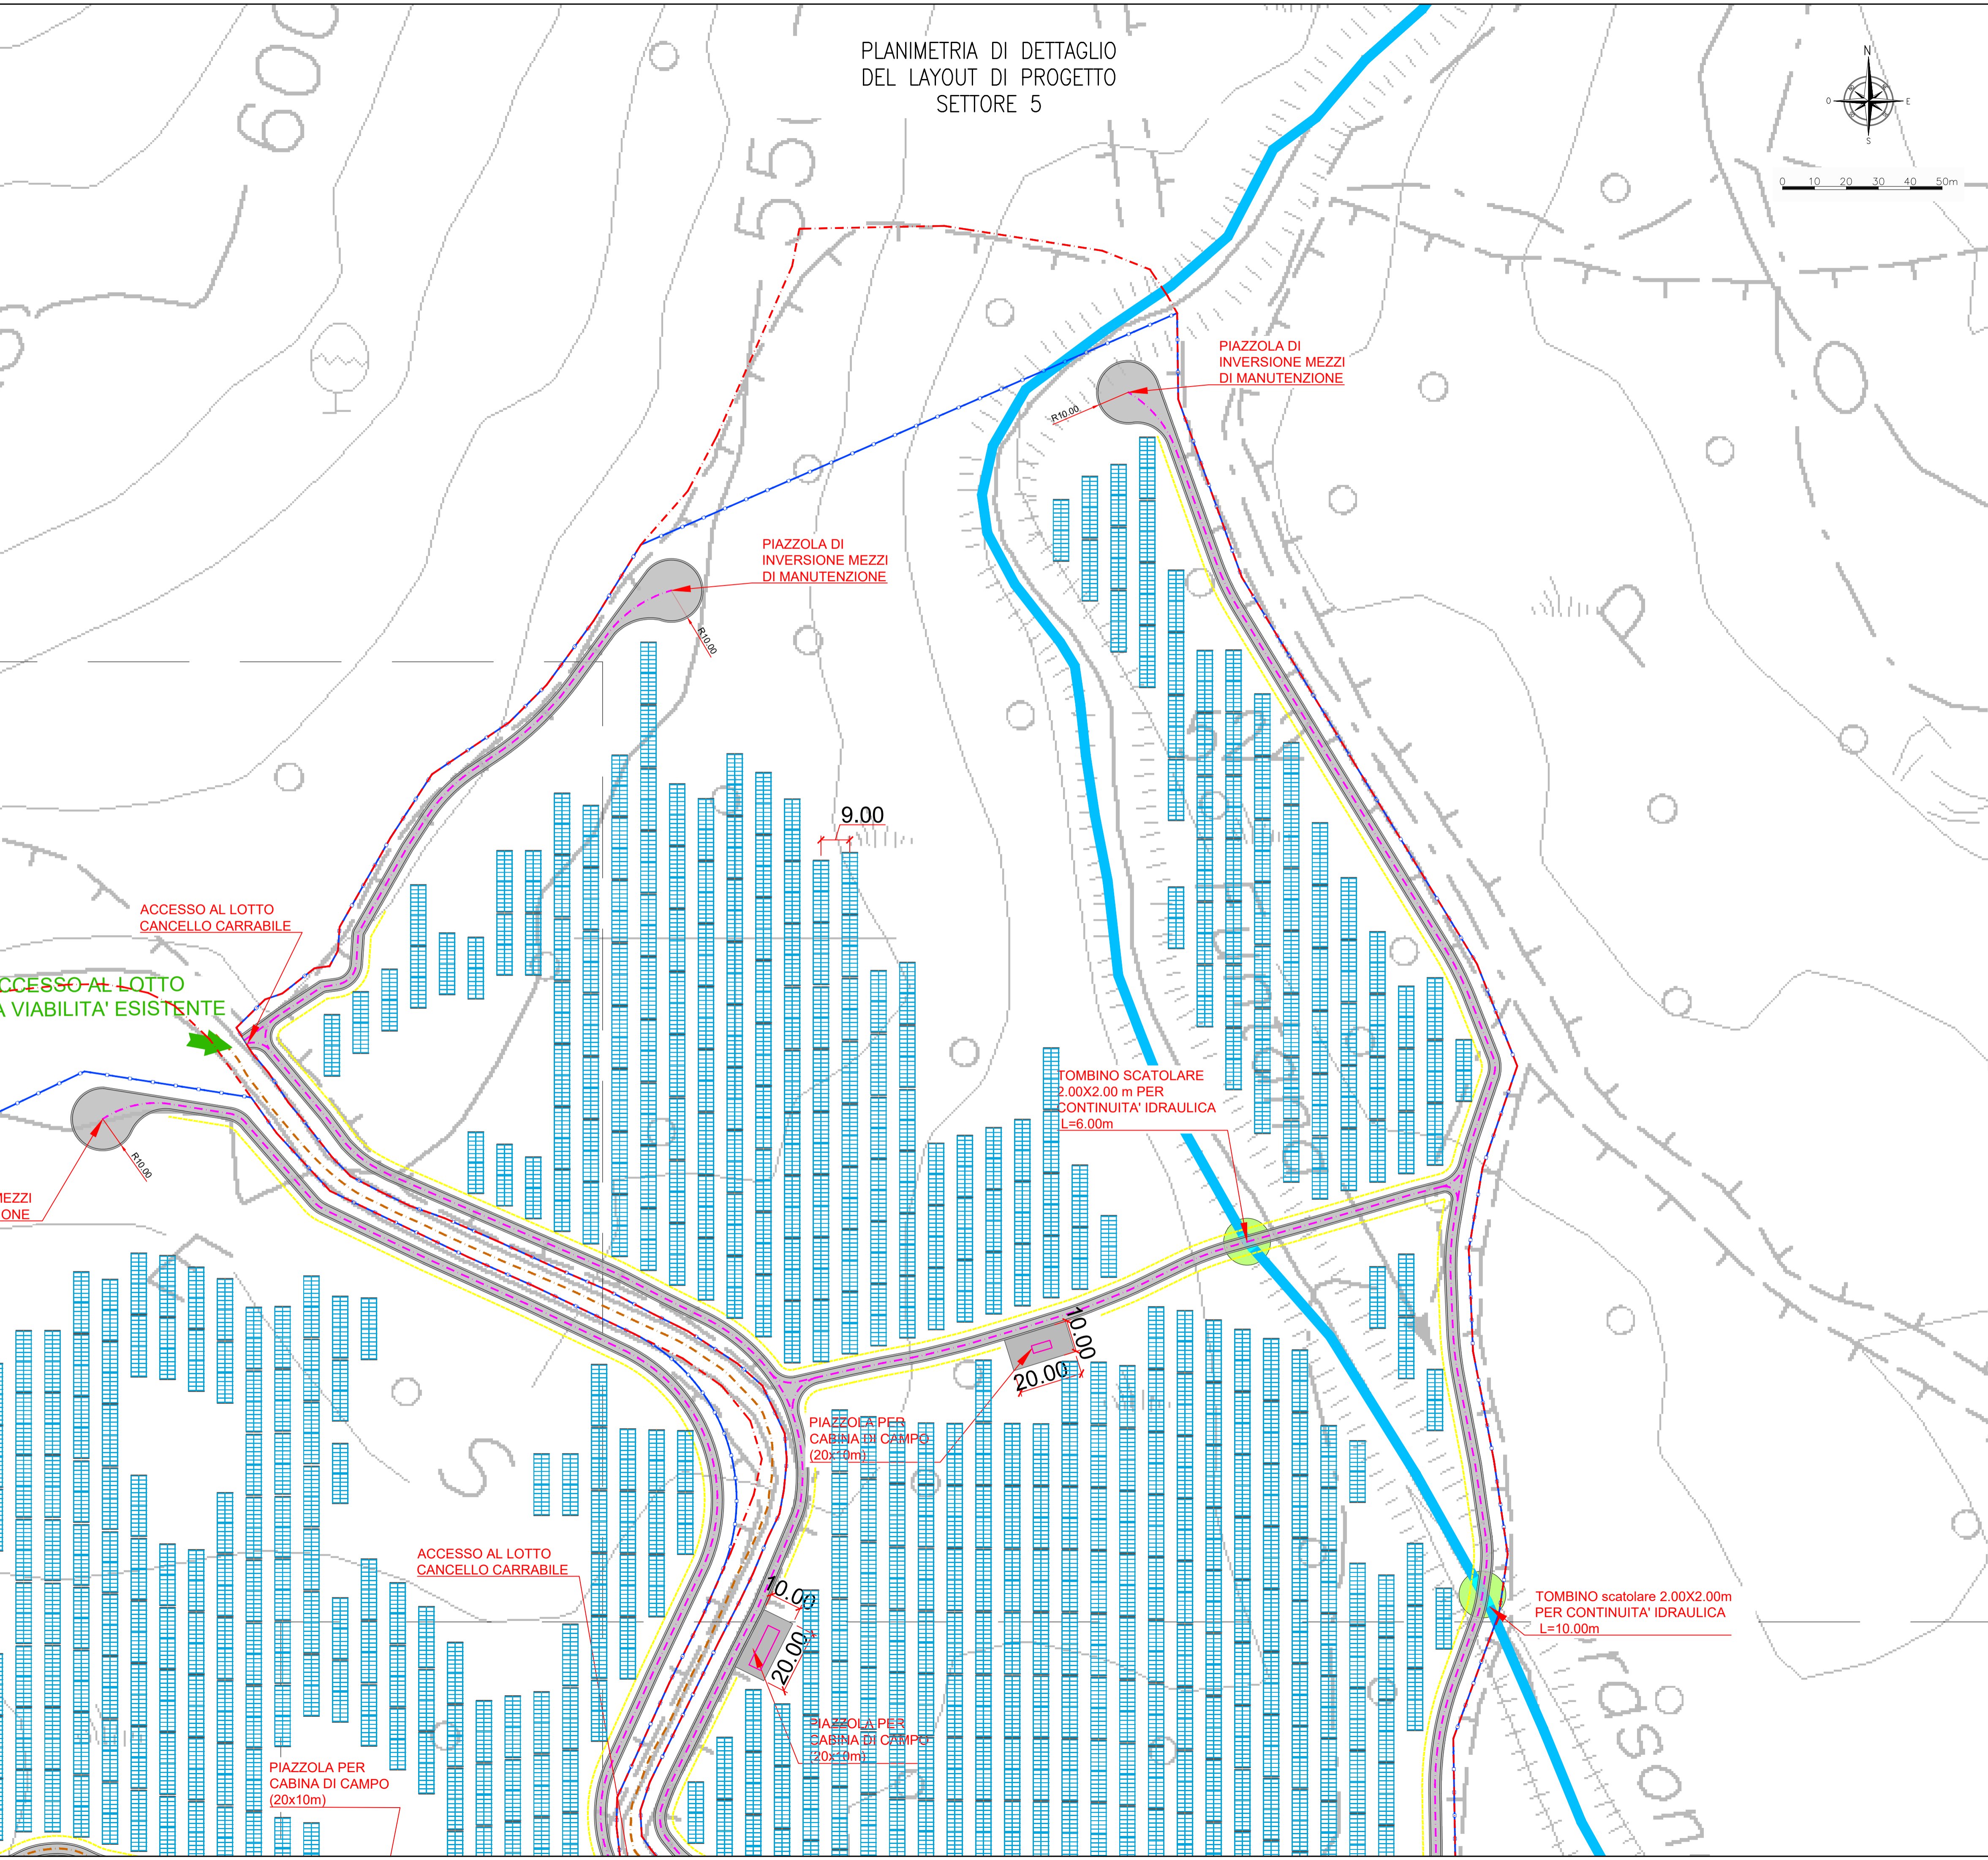 PLANIMETRIA DI DETTAGLIO
DEL LAYOUT DI PROGETTO
SETTORE 5
N
O
E
S
0 10 20 30 40 50m
600
550
PIAZZOLA DI
INVERSIONE MEZZI
DI MANUTENZIONE
R10.00
PIAZZOLA DI
INVERSIONE MEZZI
DI MANUTENZIONE
R10.00
9.00
ACCESSO AL LOTTO
CANCELLO CARRABILE
CCESSO AL LOTTO
A VIABILITA' ESISTENTE
R10.00
MEZZI
ONE
TOMBINO SCATOLARE
2.00X2.00 m PER
CONTINUITA' IDRAULICA
L=6.00m
10.00
20.00
PIAZZOLA PER
CABINA DI CAMPO
(20x10m)
ACCESSO AL LOTTO
CANCELLO CARRABILE
10.00
20.00
PIAZZOLA PER
CABINA DI CAMPO
(20x10m)
PIAZZOLA PER
CABINA DI CAMPO
(20x10m)
TOMBINO scatolare 2.00X2.00m
PER CONTINUITA' IDRAULICA
L=10.00m
P
O
S
rason